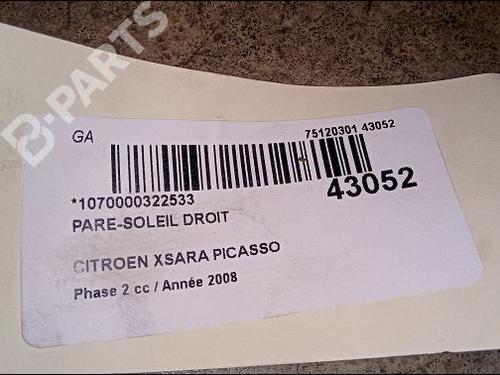 B-PARTS
GA
75120301 43052
*1070000322533
43052
PARE-SOLEIL DROIT
CITROEN XSARA PICASSO
Phase 2 cc / Année 2008